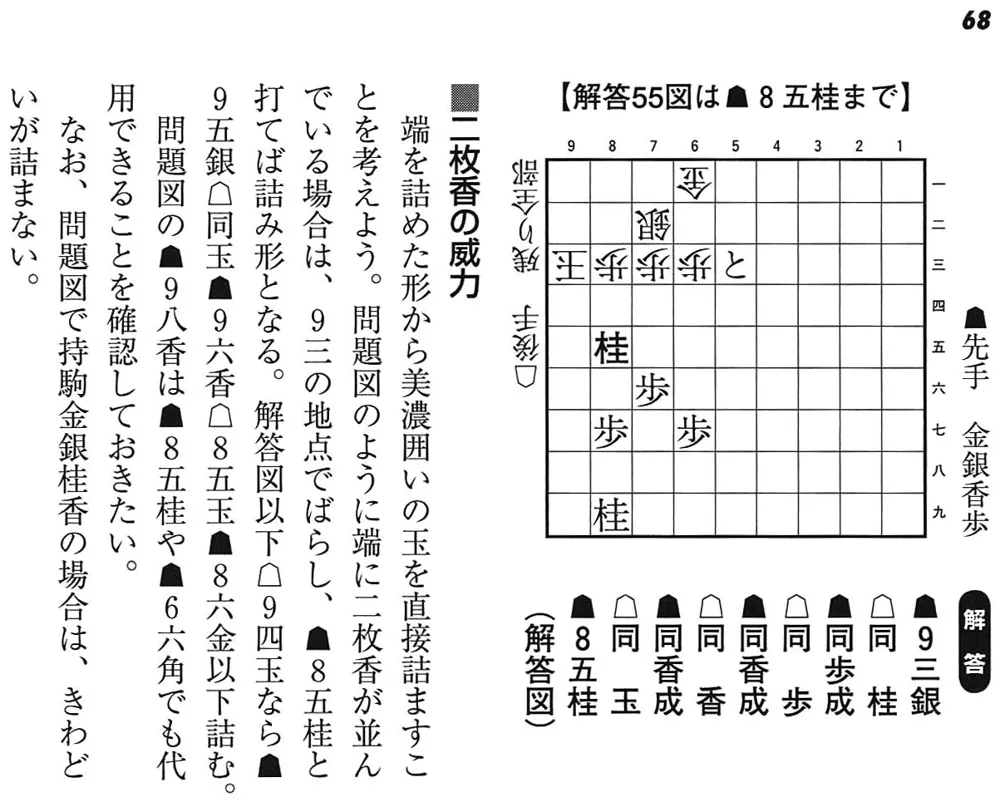 68
【解答55図は☗8五桂まで】
9 8 7 6 5 4 3 2 1
金 一
銀 二
王 歩 歩 歩 と 三
四
桂 五
歩 六
歩 歩 七
八
桂 九
☗先手 金銀香歩
☖後手 残り全部
解答
☗9三銀
☖同桂
☗同歩成
☖同歩
☗同香成
☖同香
☗同香成
☖同玉
☗8五桂
(解答図)
■二枚香の威力
端を詰めた形から美濃囲いの玉を直接詰ますこ
とを考えよう。問題図のように端に二枚香が並ん
でいる場合は、9三の地点でばらし、☗8五桂と
打てば詰み形となる。解答図以下☖9四玉なら☗
9五銀☖同玉☗9六香☖8五玉☗8六金以下詰む。
問題図の☗9八香は☗8五桂や☗6六角でも代
用できることを確認しておきたい。
なお、問題図で持駒金銀桂香の場合は、きわど
いが詰まない。